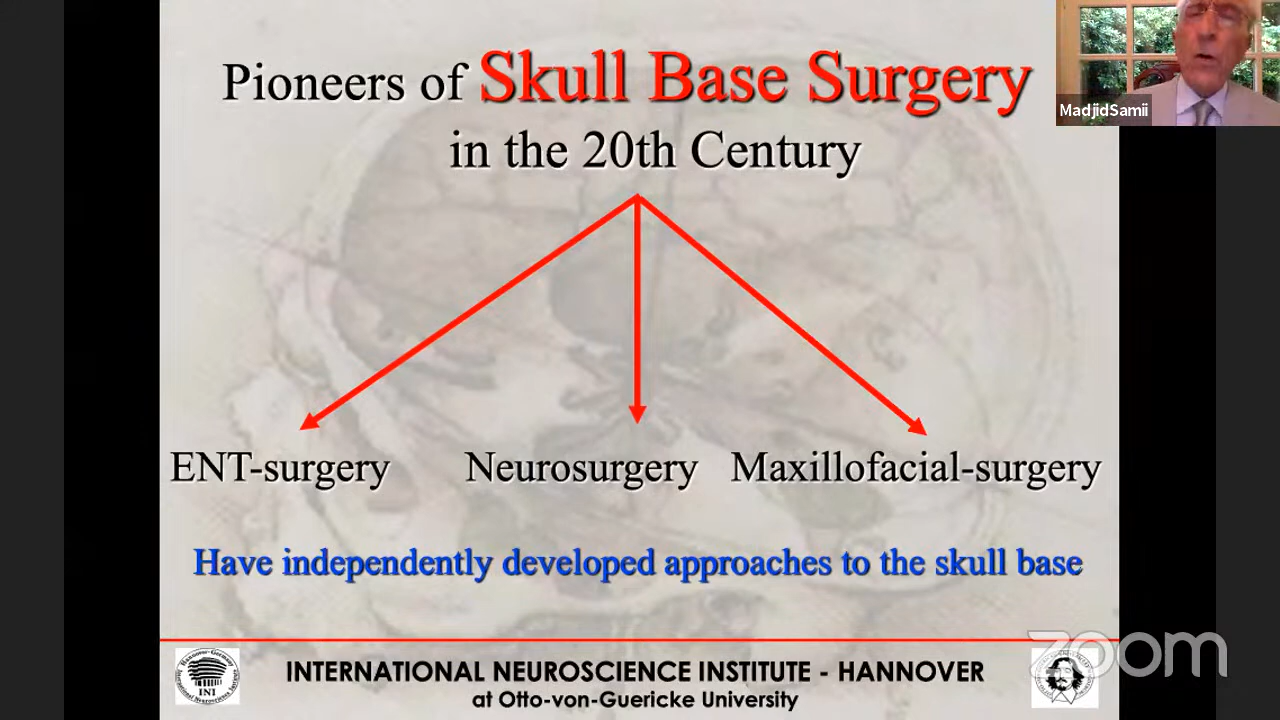 Pioneers of Skull Base Surgery
in the 20th Century
MadjidSamii
ENT-surgery Neurosurgery Maxillofacial-surgery
Have independently developed approaches to the skull base
INTERNATIONAL NEUROSCIENCE INSTITUTE - HANNOVER
at Otto-von-Guericke University
INI
zoom